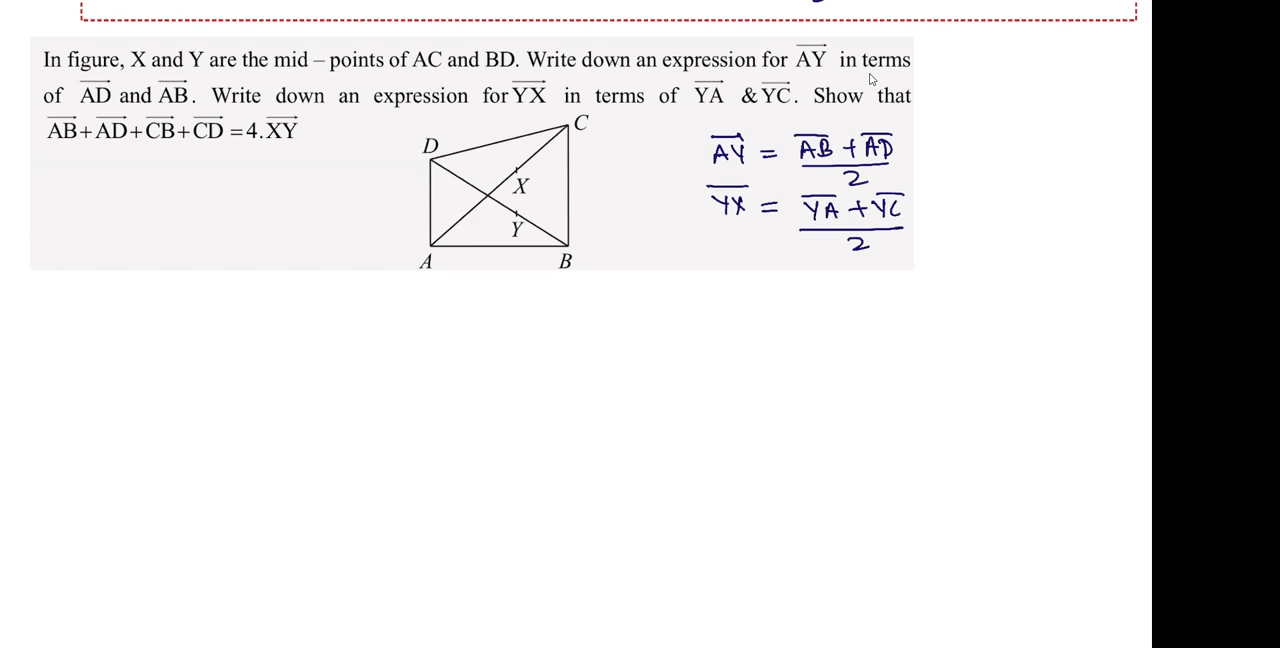 In figure, X and Y are the mid – points of AC and BD. Write down an expression for AY in terms
of AD and AB. Write down an expression for YX in terms of YA & YC. Show that
AB+AD+CB+CD =4.XY
D
C
X
Y
A
B
AY = AB + AD
2
YX = YA + YC
2